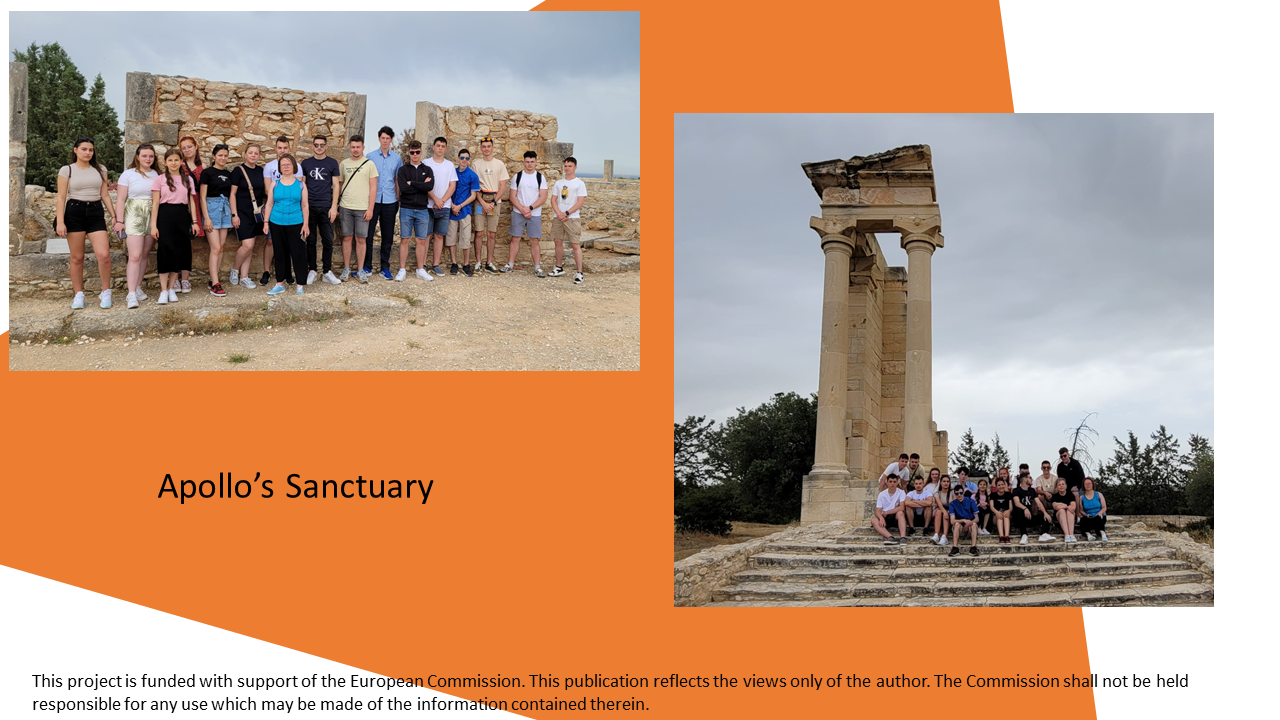 CK
Apollo’s Sanctuary
CK
This project is funded with support of the European Commission. This publication reflects the views only of the author. The Commission shall not be held
responsible for any use which may be made of the information contained therein.